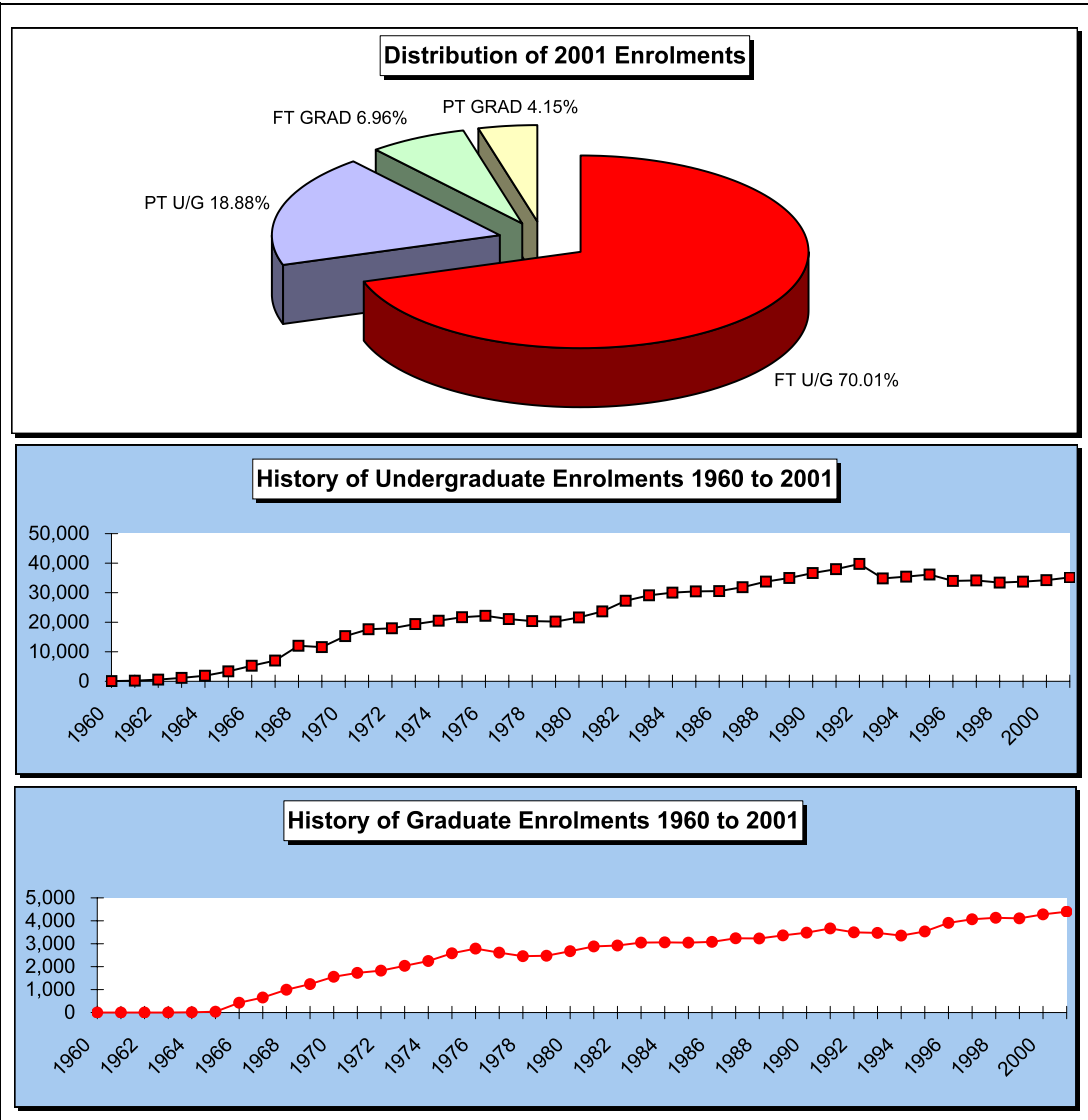 Distribution of 2001 Enrolments
PT GRAD 4.15%
FT GRAD 6.96%
PT U/G 18.88%
FT U/G 70.01%
History of Undergraduate Enrolments 1960 to 2001
50,000
40,000
30,000
20,000
10,000
0
1960 1962 1964 1966 1968 1970 1972 1974 1976 1978 1980 1982 1984 1986 1988 1990 1992 1994 1996 1998 2000
History of Graduate Enrolments 1960 to 2001
5,000
4,000
3,000
2,000
1,000
0
1960 1962 1964 1966 1968 1970 1972 1974 1976 1978 1980 1982 1984 1986 1988 1990 1992 1994 1996 1998 2000